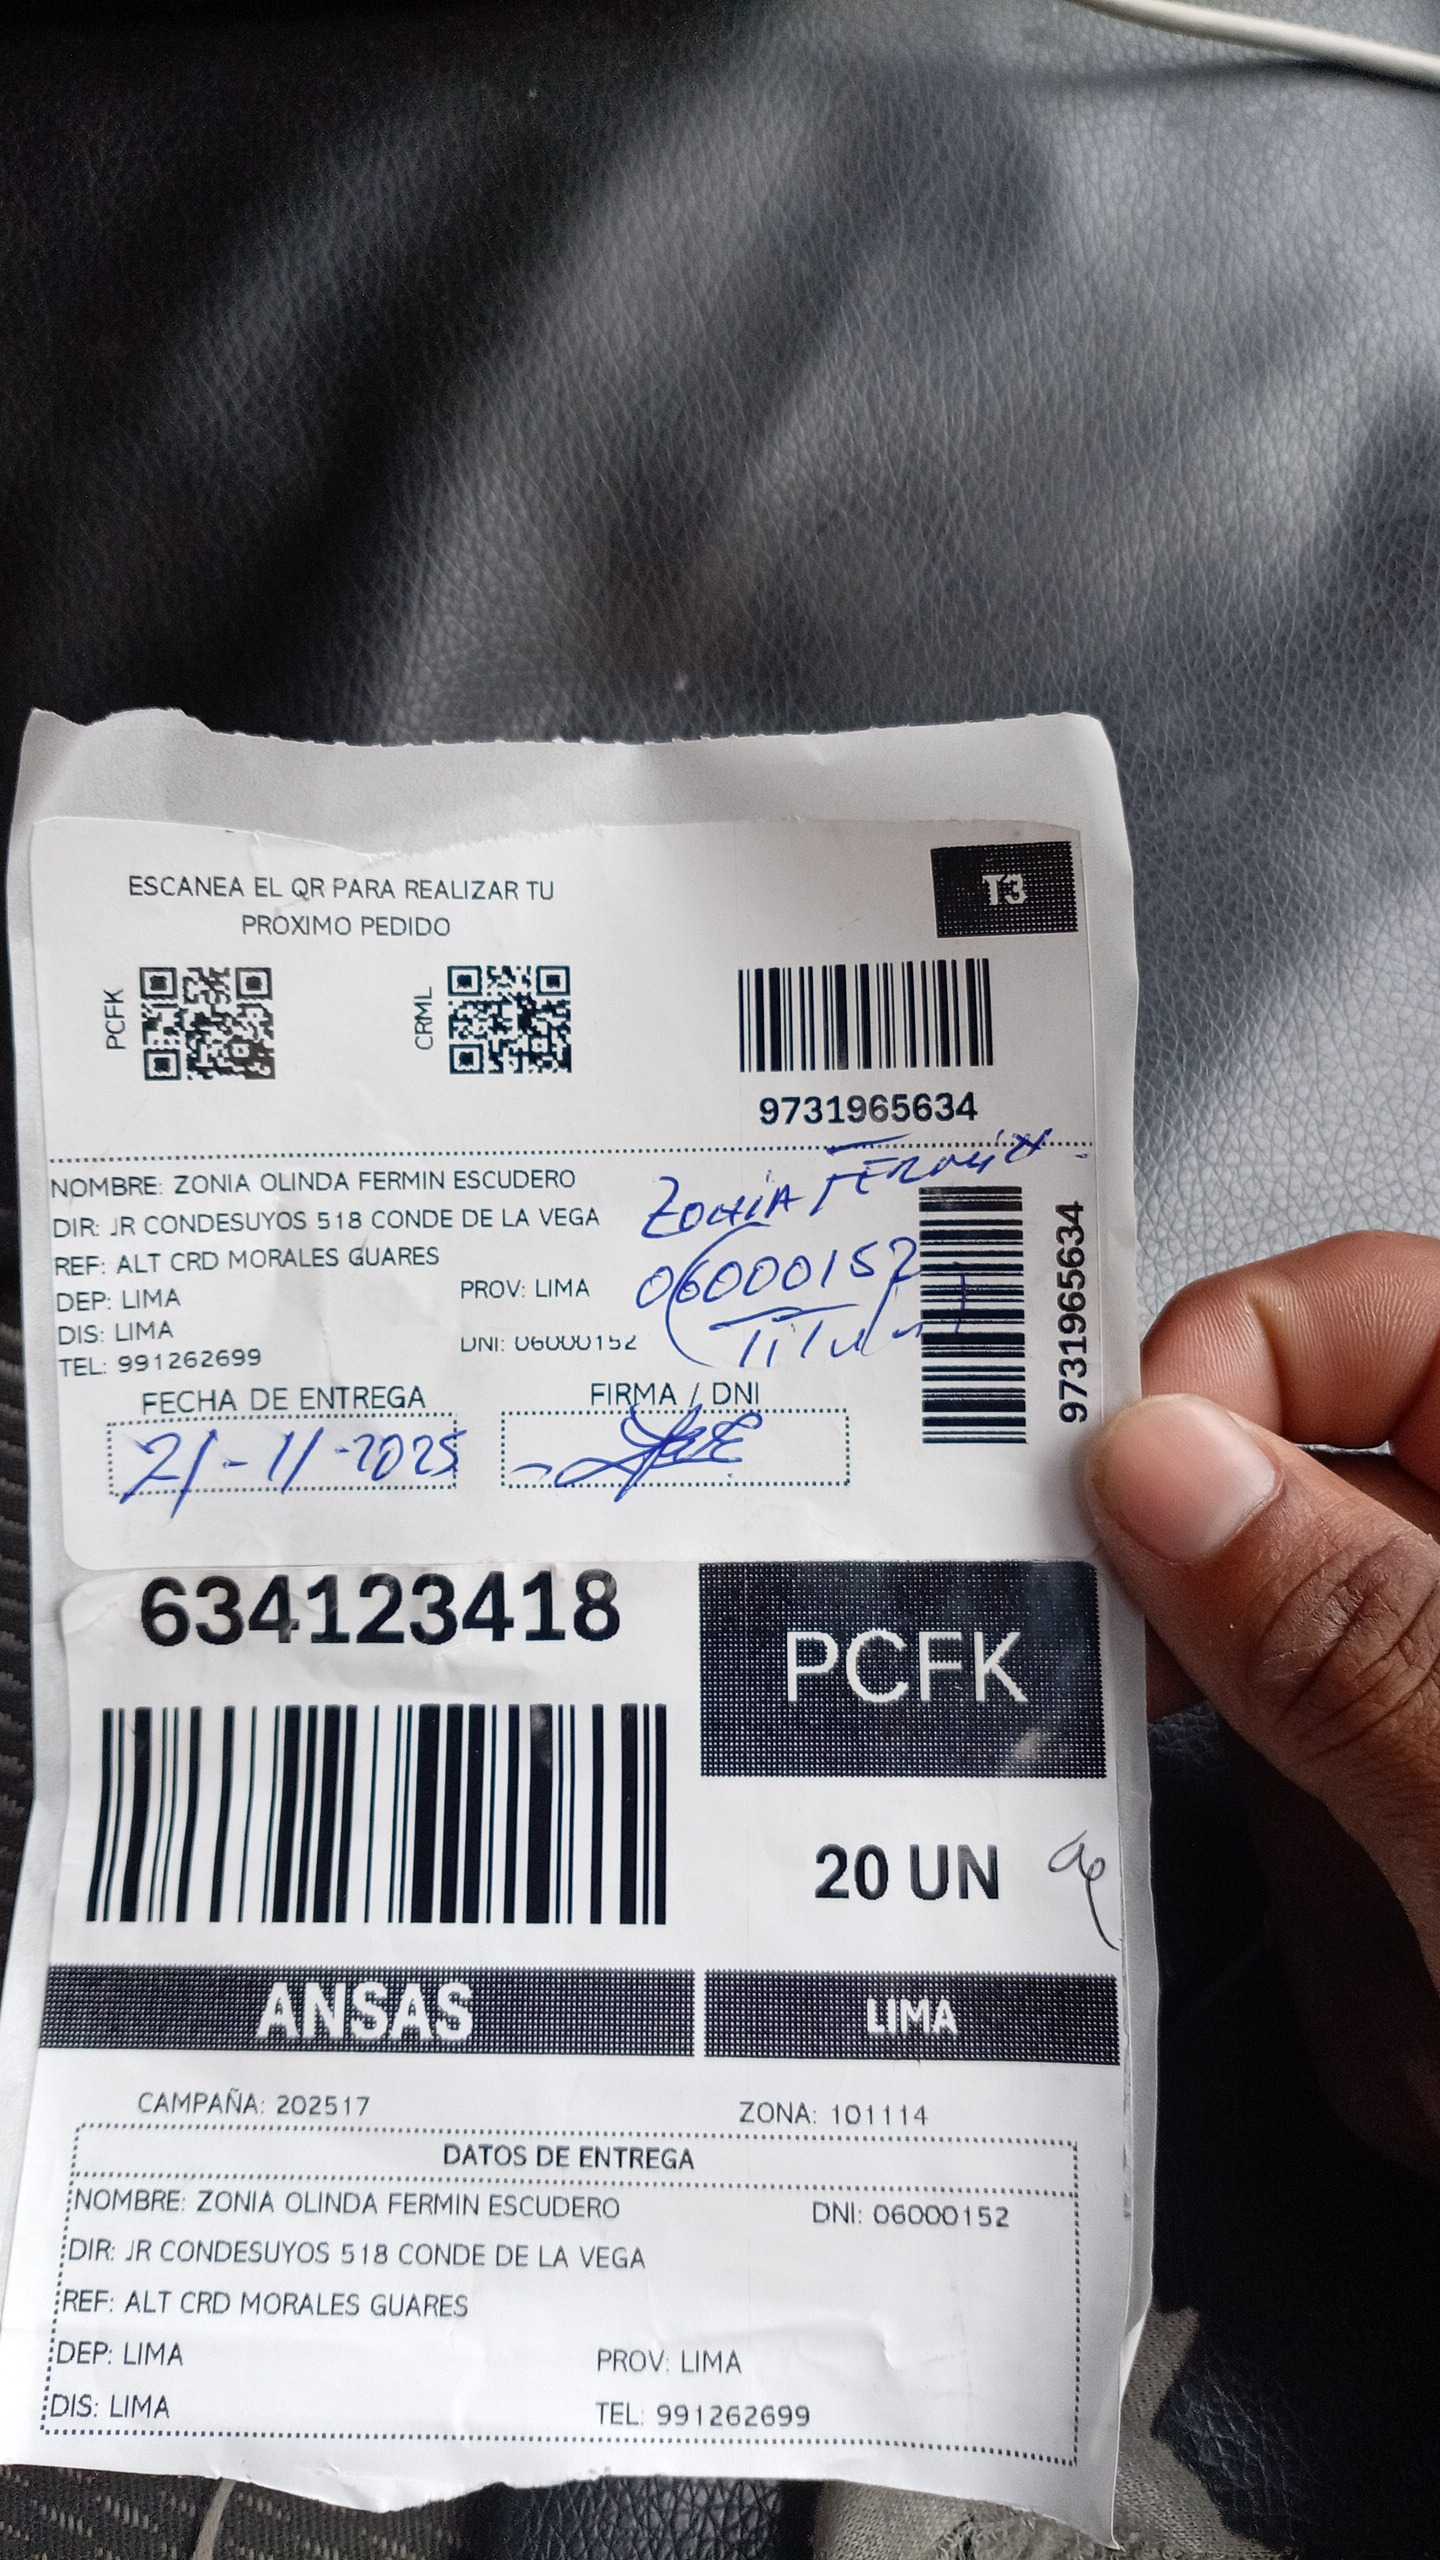 ESCANEA EL QR PARA REALIZAR TU
PROXIMO PEDIDO
T3
PCFK
CRML
9731965634
NOMBRE: ZONIA OLINDA FERMIN ESCUDERO
DIR: JR CONDESUYOS 518 CONDE DE LA VEGA
REF: ALT CRD MORALES GUARES
DEP: LIMA PROV: LIMA
DIS: LIMA
TEL: 991262699 DNI: 06000152
ZONIA FERMIN
06000152
Titular
9731965634
FECHA DE ENTREGA FIRMA / DNI
21-11-2025
634123418
PCFK
20 UN
ANSAS LIMA
CAMPAÑA: 202517 ZONA: 101114
DATOS DE ENTREGA
NOMBRE: ZONIA OLINDA FERMIN ESCUDERO DNI: 06000152
DIR: JR CONDESUYOS 518 CONDE DE LA VEGA
REF: ALT CRD MORALES GUARES
DEP: LIMA PROV: LIMA
DIS: LIMA TEL: 991262699